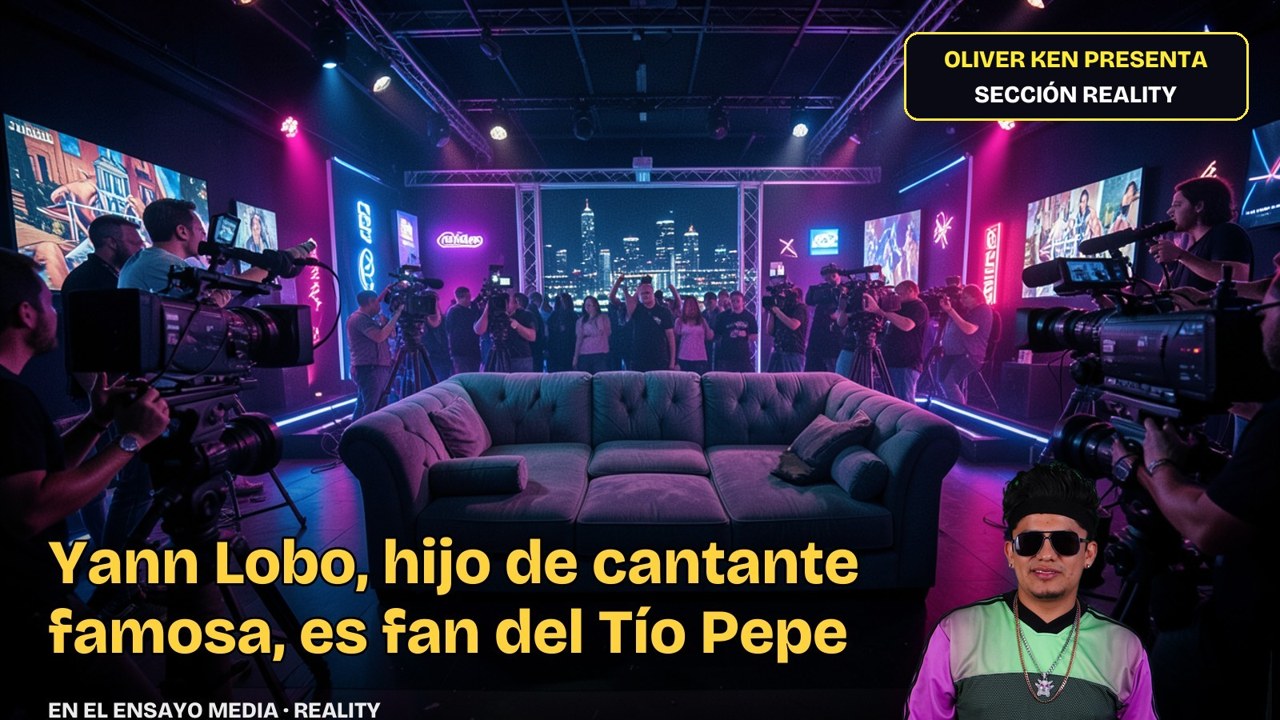 OLIVER KEN PRESENTA
SECCIÓN REALITY
Yann Lobo, hijo de cantante
famosa, es fan del Tío Pepe
EN EL ENSAYO MEDIA · REALITY